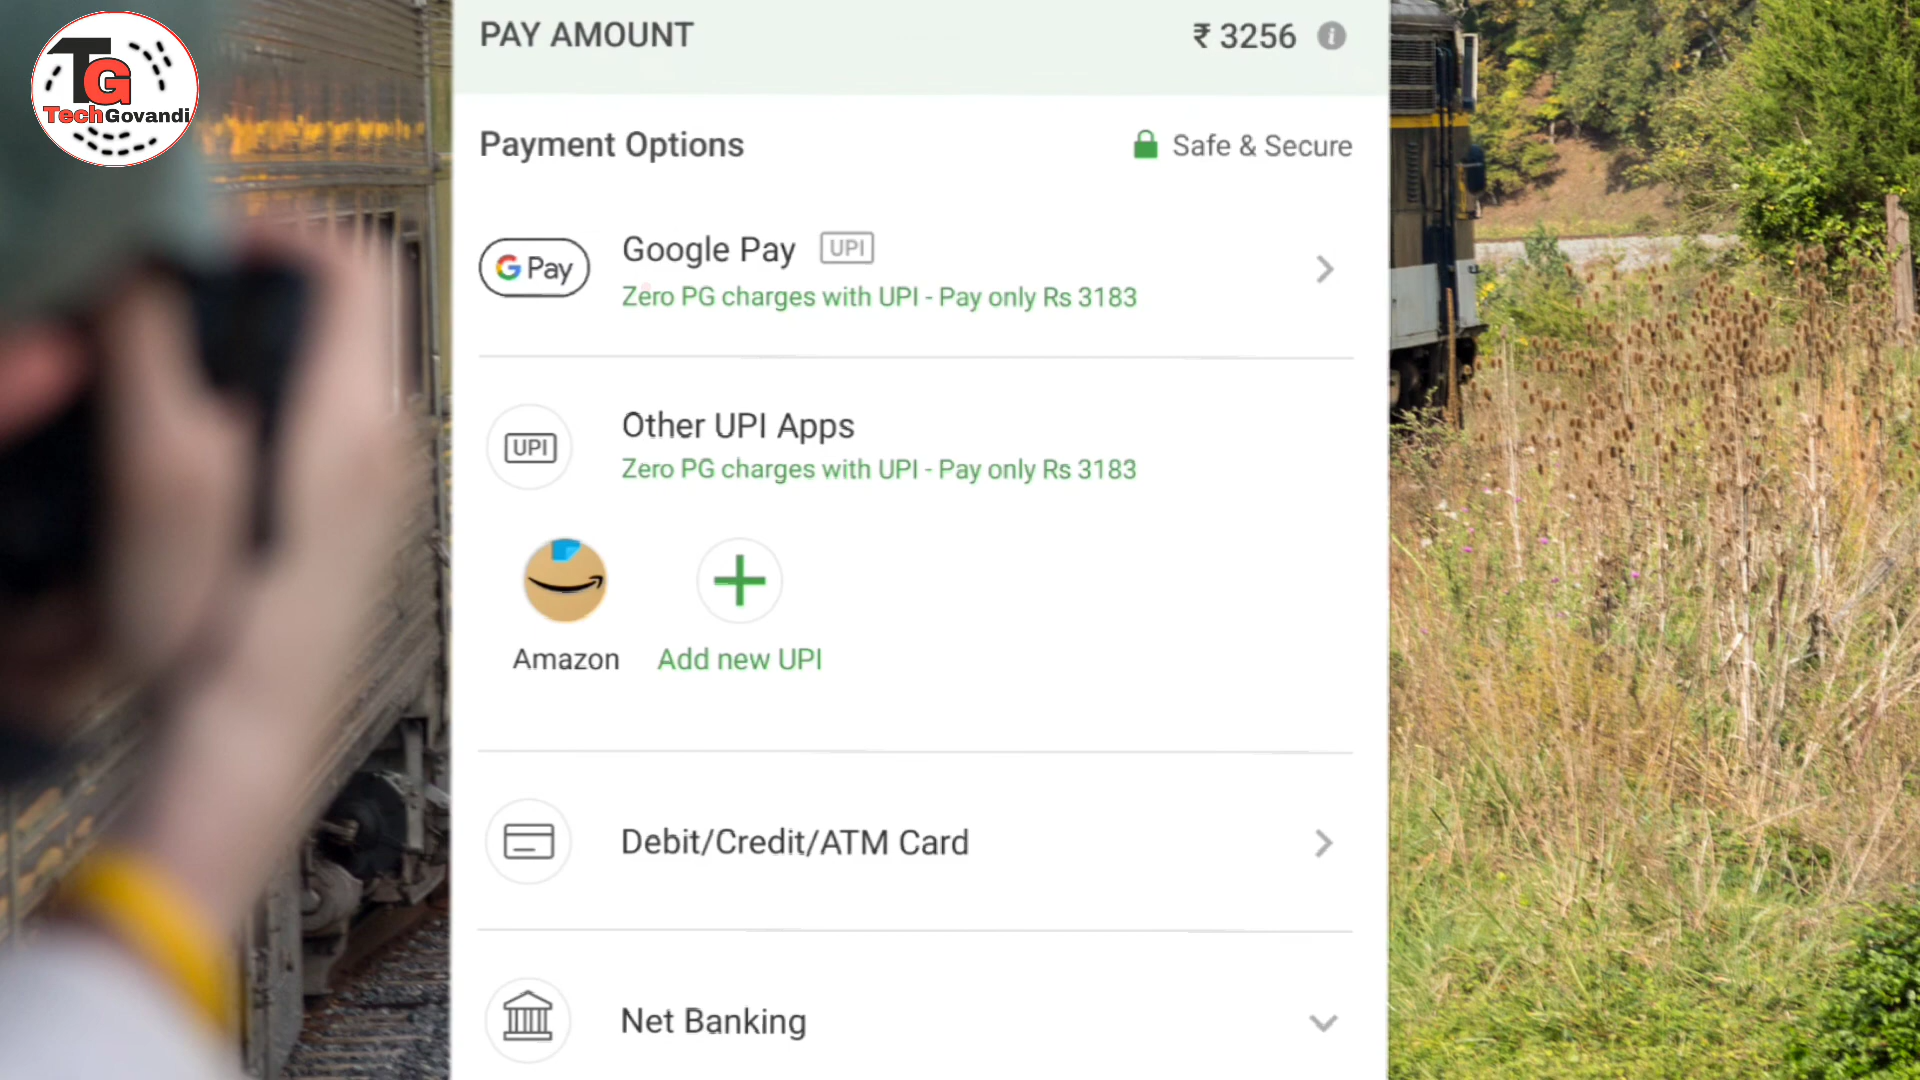 TG
TechGovandi
PAY AMOUNT
₹ 3256
Payment Options
Safe & Secure
G Pay
Google Pay UPI
Zero PG charges with UPI - Pay only Rs 3183
UPI
Other UPI Apps
Zero PG charges with UPI - Pay only Rs 3183
Amazon
Add new UPI
Debit/Credit/ATM Card
Net Banking